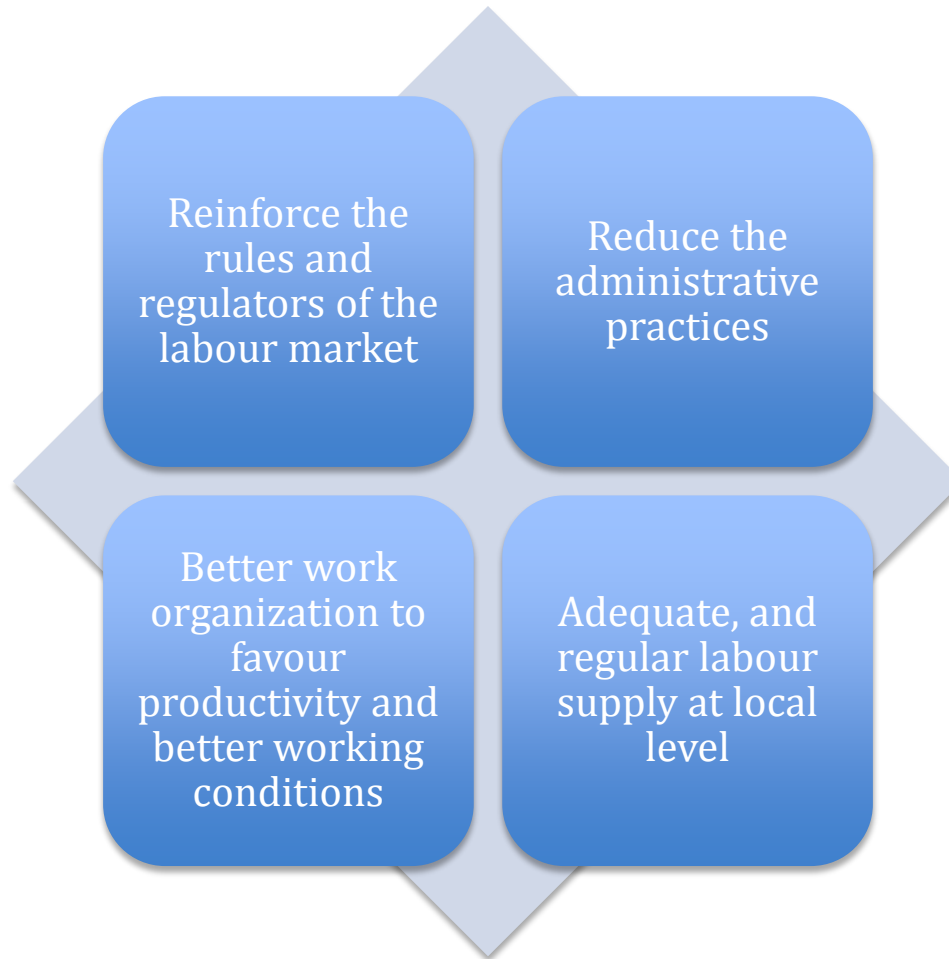 Reinforce the
rules and
regulators of the
labour market
Reduce the
administrative
practices
Better work
organization to
favour
productivity and
better working
conditions
Adequate, and
regular labour
supply at local
level